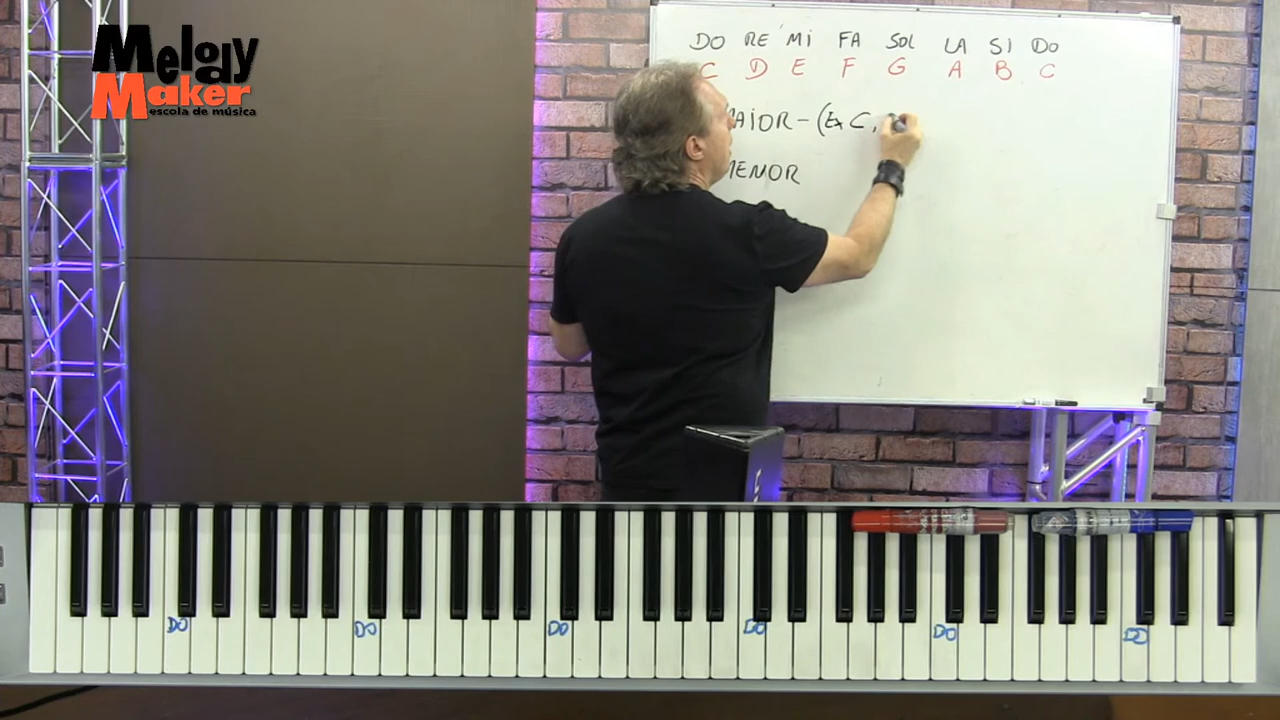 Melody
Maker
escola de música
DO RE MI FA SOL LA SI DO
C D E F G A B C
MAIOR - (Ex C,
MENOR
DO DO DO DO DO DO